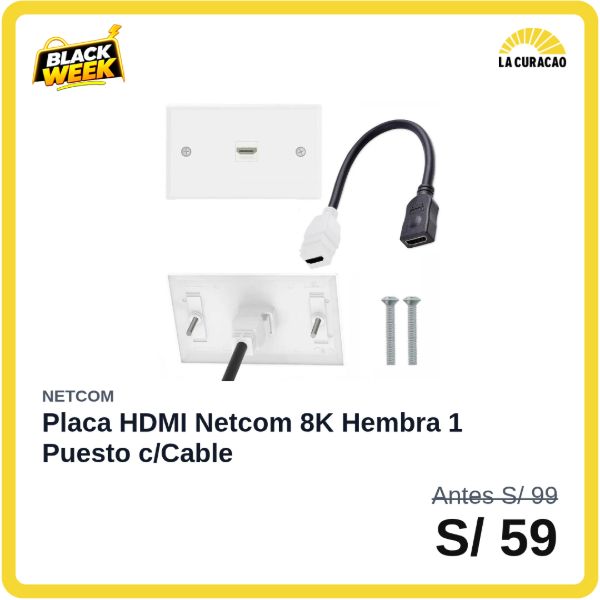 BLACK
WEEK
LA CURACAO
NETCOM
Placa HDMI Netcom 8K Hembra 1
Puesto c/Cable
Antes S/ 99
S/ 59